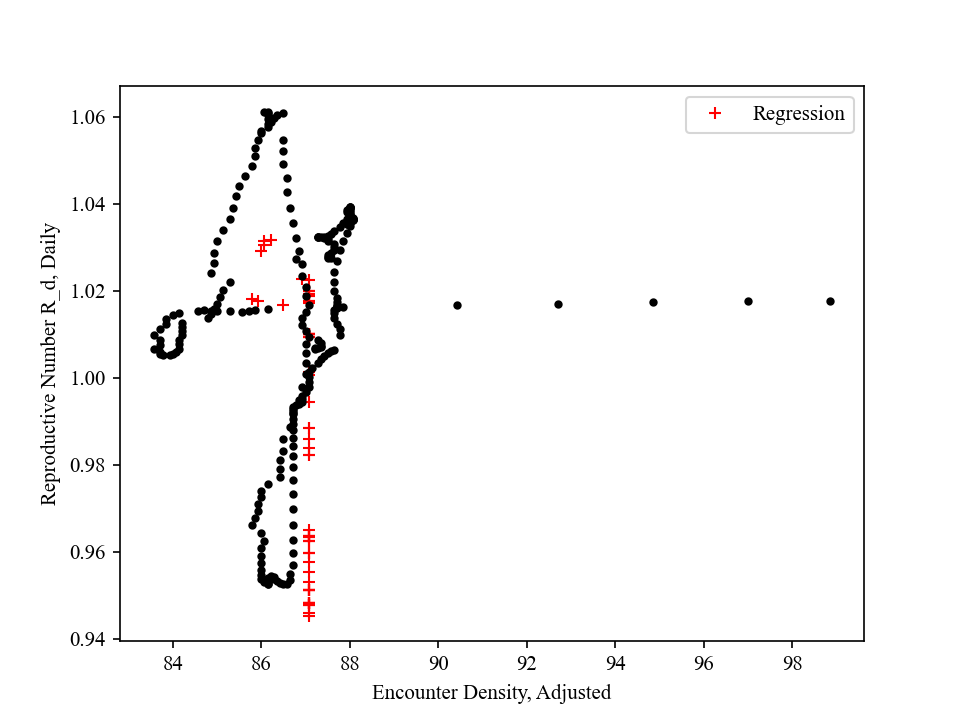 Regression
1.06
1.04
1.02
1.00
0.98
0.96
0.94
Reproductive Number R_d, Daily
84 86 88 90 92 94 96 98
Encounter Density, Adjusted